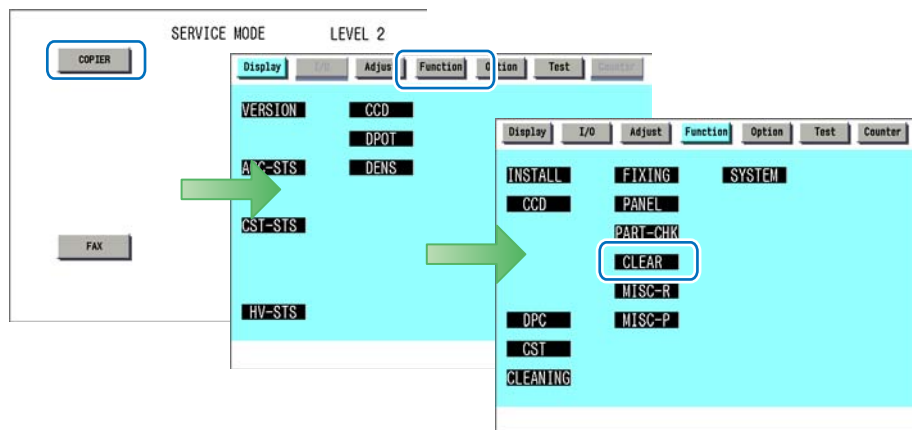 SERVICE MODE LEVEL 2
COPIER
FAX
Display I/O Adjus Function tion Test Counter
VERSION CCD
DPOT
DENS
CST-STS
HV-STS
Display I/O Adjust Function Option Test Counter
INSTALL FIXING SYSTEM
CCD PANEL
PART-CHK
CLEAR
MISC-R
DPC MISC-P
CST
CLEANING